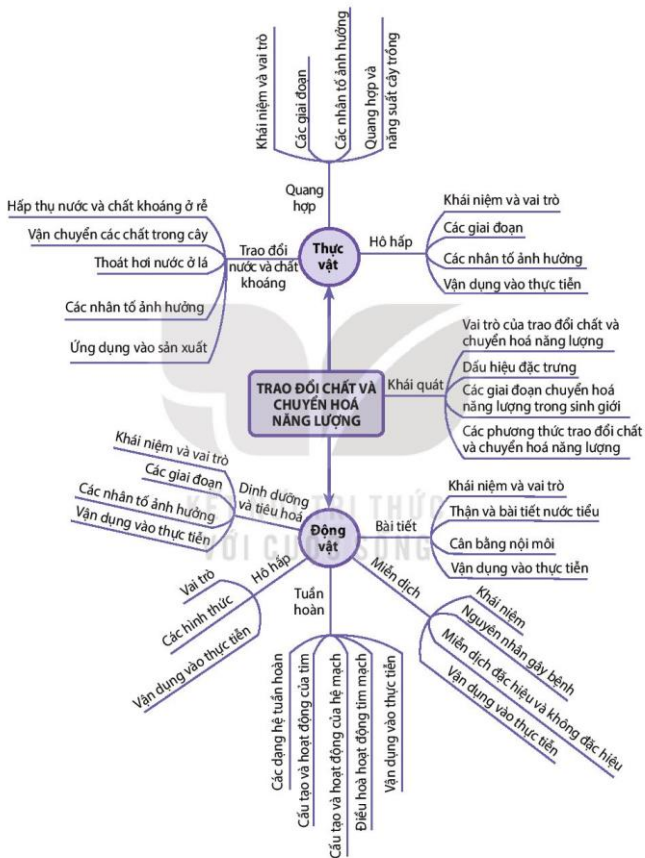 Khái niệm và vai trò
Các giai đoạn
Các nhân tố ảnh hưởng
Quang hợp và
năng suất cây trồng
Quang
hợp
Hấp thụ nước và chất khoáng ở rễ
Vận chuyển các chất trong cây
Thoát hơi nước ở lá
Các nhân tố ảnh hưởng
Ứng dụng vào sản xuất
Trao đổi
nước và chất
khoáng
Thực
vật
Hô hấp
Khái niệm và vai trò
Các giai đoạn
Các nhân tố ảnh hưởng
Vận dụng vào thực tiễn
TRAO ĐỔI CHẤT VÀ
CHUYỂN HOÁ
NĂNG LƯỢNG
Khái quát
Vai trò của trao đổi chất và
chuyển hoá năng lượng
Dấu hiệu đặc trưng
Các giai đoạn chuyển hoá
năng lượng trong sinh giới
Các phương thức trao đổi chất
và chuyển hoá năng lượng
KẾT NỐI TRI THỨC
VỚI CUỘC SỐNG
Khái niệm và vai trò
Các giai đoạn
Các nhân tố ảnh hưởng
Vận dụng vào thực tiễn
Dinh dưỡng
và tiêu hoá
Động
vật
Bài tiết
Khái niệm và vai trò
Thận và bài tiết nước tiểu
Cân bằng nội môi
Vận dụng vào thực tiễn
Hô hấp
Vai trò
Các hình thức
Vận dụng vào thực tiễn
Tuần
hoàn
Các dạng hệ tuần hoàn
Cấu tạo và hoạt động của tim
Cấu tạo và hoạt động của hệ mạch
Điều hoà hoạt động tim mạch
Vận dụng vào thực tiễn
Miễn dịch
Khái niệm
Nguyên nhân gây bệnh
Miễn dịch đặc hiệu và không đặc hiệu
Vận dụng vào thực tiễn